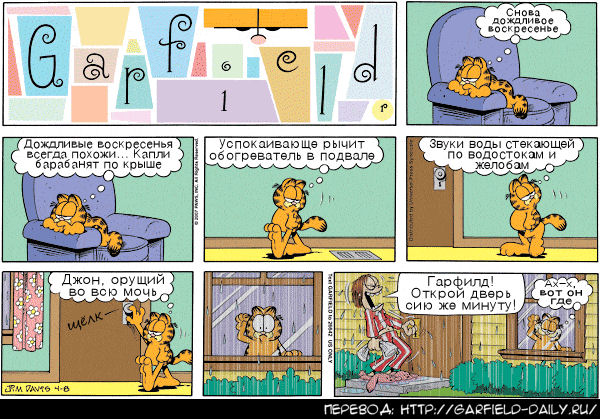 Garfield
Снова
дождливое
воскресенье
Дождливые воскресенья
всегда похожи... Капли
барабанят по крыше
Успокаивающе рычит
обогреватель в подвале
Звуки воды стекающей
по водостокам и
желобам
Джон, орущий
во всю мочь
щёлк
Гарфилд!
Открой дверь
сию же минуту!
Ах-х,
вот он
где
JIM DAVIS 4-8
ПЕРЕВОД: HTTP://GARFIELD-DAILY.RU/